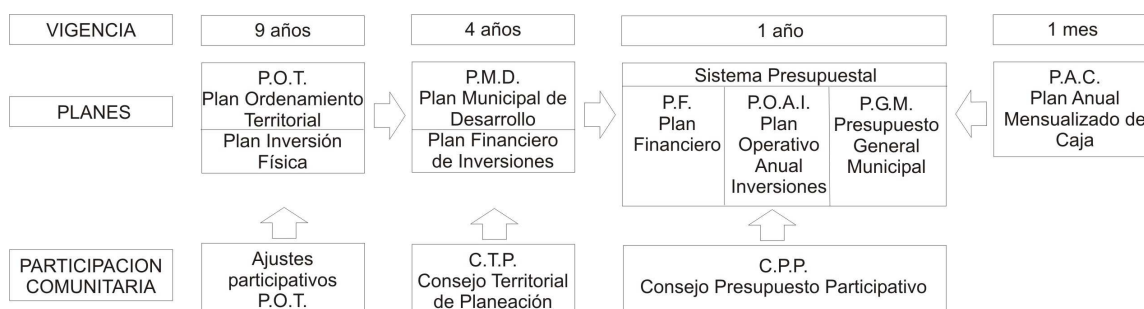 VIGENCIA
9 años
4 años
1 año
1 mes
PLANES
P.O.T.
Plan Ordenamiento
Territorial
Plan Inversión
Física
P.M.D.
Plan Municipal de
Desarrollo
Plan Financiero
de Inversiones
Sistema Presupuestal
P.F.
Plan
Financiero
P.O.A.I.
Plan
Operativo
Anual
Inversiones
P.G.M.
Presupuesto
General
Municipal
P.A.C.
Plan Anual
Mensualizado de
Caja
PARTICIPACION
COMUNITARIA
Ajustes
participativos
P.O.T.
C.T.P.
Consejo Territorial
de Planeación
C.P.P.
Consejo Presupuesto Participativo